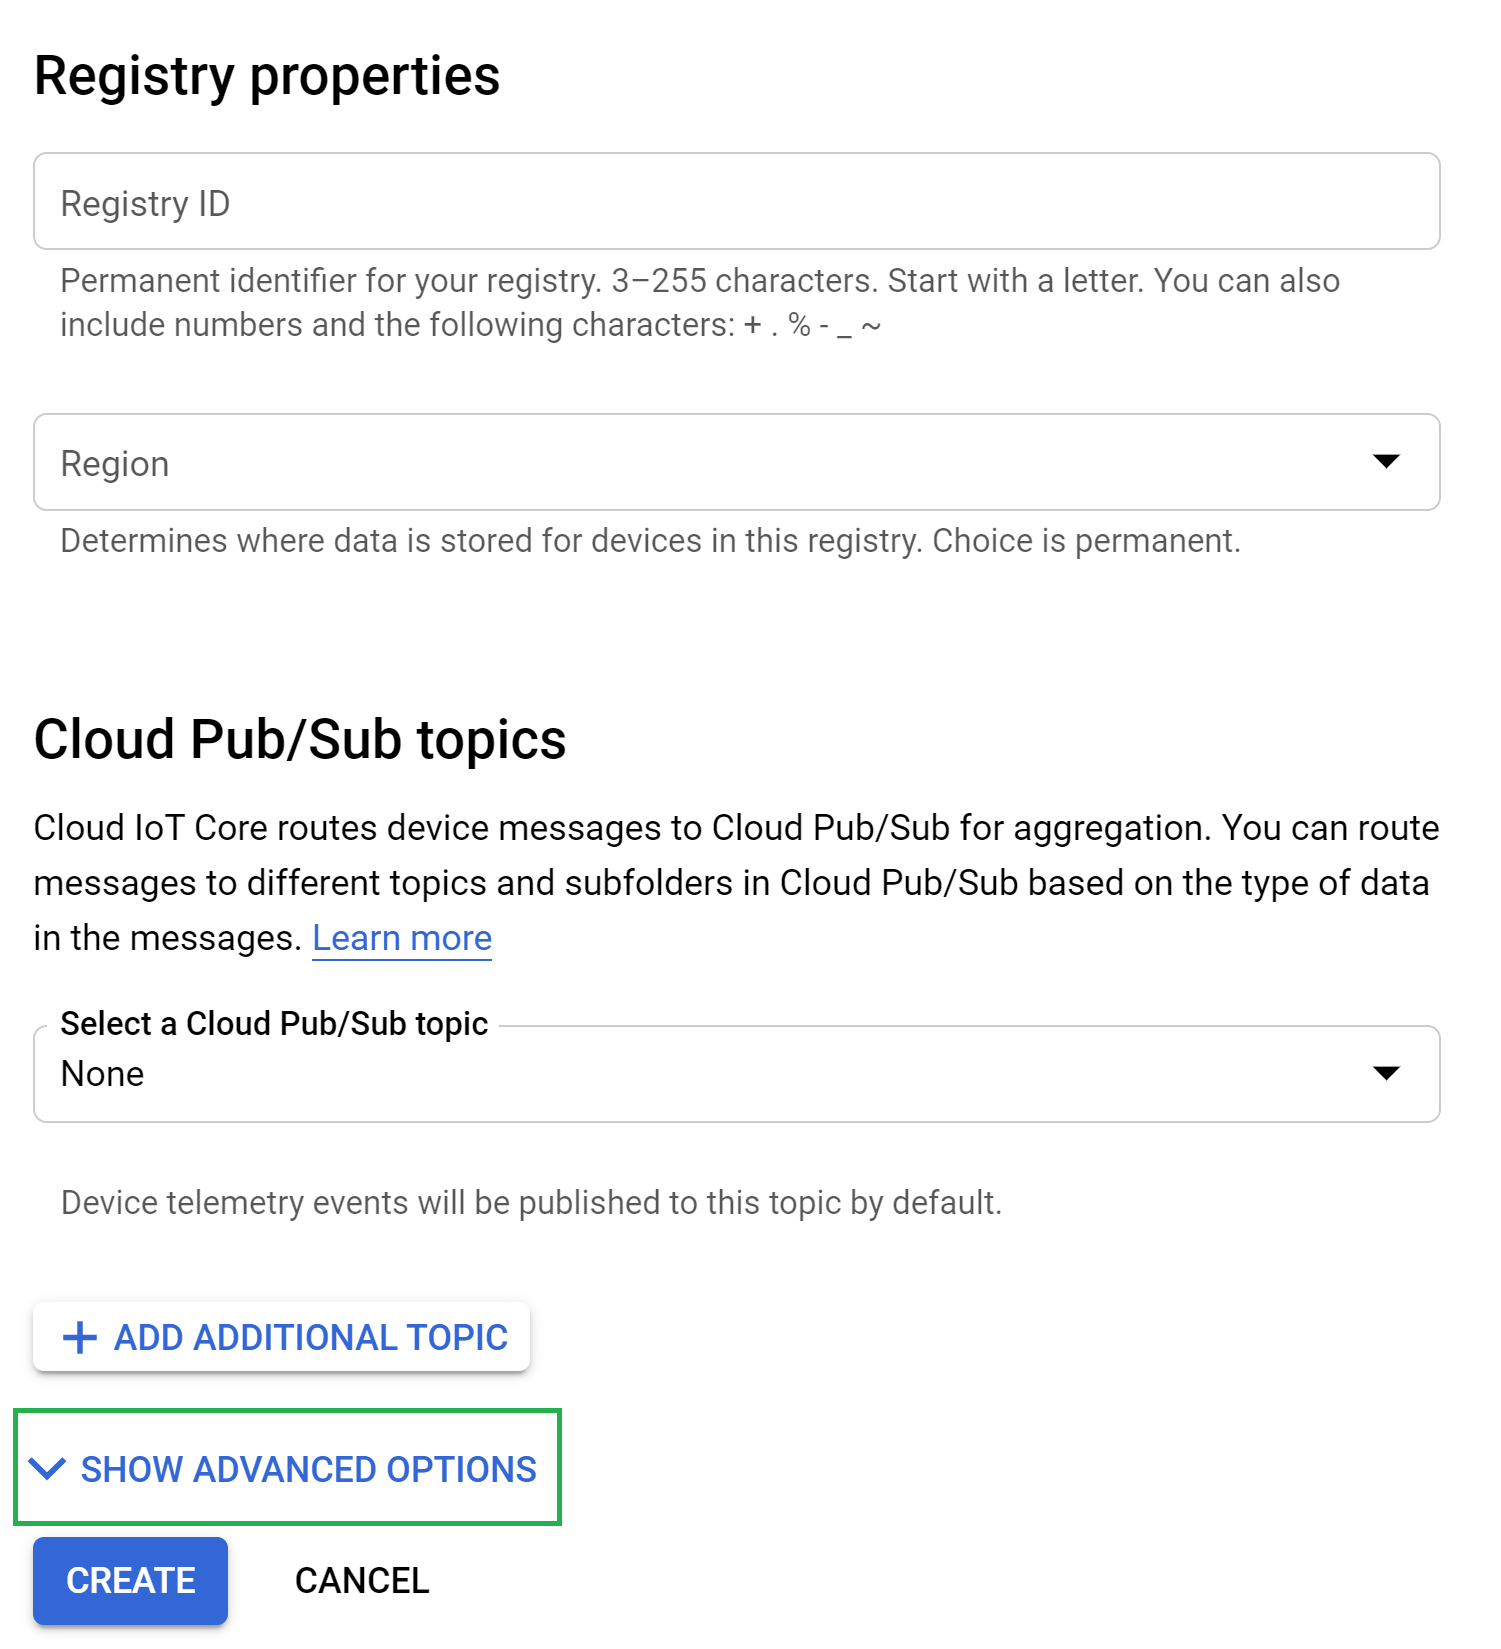 Registry properties
Registry ID
Permanent identifier for your registry. 3–255 characters. Start with a letter. You can also
include numbers and the following characters: + . % - _ ~
Region
Determines where data is stored for devices in this registry. Choice is permanent.
Cloud Pub/Sub topics
Cloud IoT Core routes device messages to Cloud Pub/Sub for aggregation. You can route
messages to different topics and subfolders in Cloud Pub/Sub based on the type of data
in the messages. Learn more
Select a Cloud Pub/Sub topic
None
Device telemetry events will be published to this topic by default.
ADD ADDITIONAL TOPIC
SHOW ADVANCED OPTIONS
CREATE CANCEL